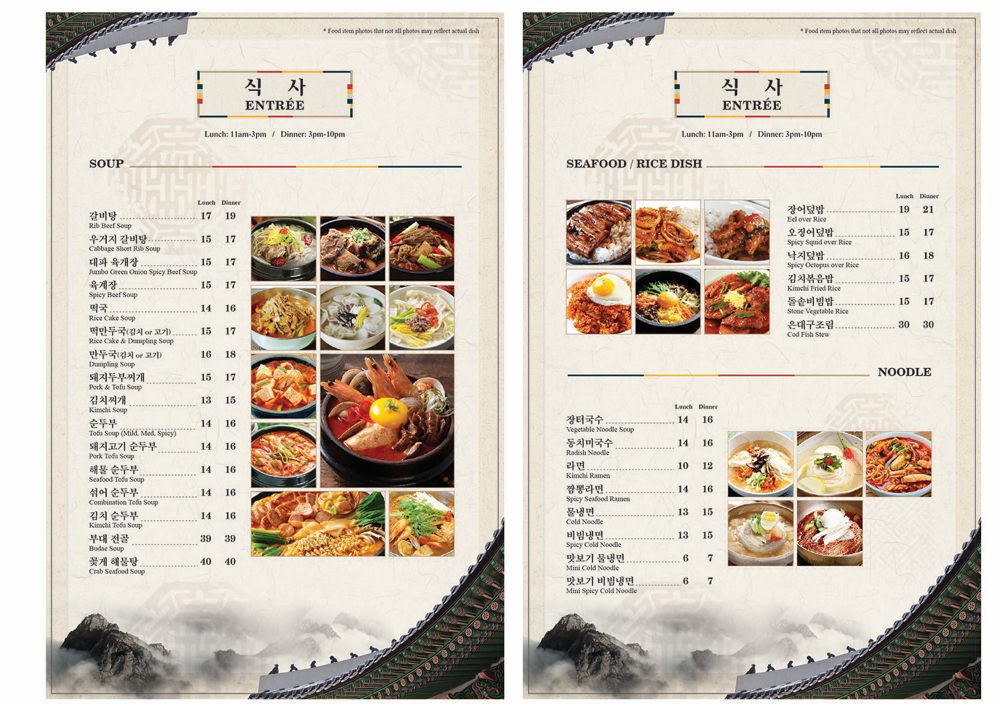 * Food item photos that not all photos may reflect actual dish
식 사
ENTRÉE
Lunch: 11am-3pm / Dinner: 3pm-10pm
SOUP
Lunch Dinner
갈비탕 17 19
Rib Beef Soup
우거지 갈비탕 15 17
Cabbage Short Rib Soup
대파 육개장 15 17
Jumbo Green Onion Spicy Beef Soup
육계장 15 17
Spicy Beef Soup
떡국 14 16
Rice Cake Soup
떡만두국(김치 or 고기) 15 17
Rice Cake & Dumpling Soup
만두국(김치 or 고기) 16 18
Dumpling Soup
돼지두부찌개 15 17
Pork & Tofu Soup
김치찌개 13 15
Kimchi Soup
순두부 14 16
Tofu Soup (Mild, Med, Spicy)
돼지고기 순두부 14 16
Pork Tofu Soup
해물 순두부 14 16
Seafood Tofu Soup
섞어 순두부 14 16
Combination Tofu Soup
김치 순두부 14 16
Kimchi Tofu Soup
부대 전골 39 39
Budae Soup
꽃게 해물탕 40 40
Crab Seafood Soup
* Food item photos that not all photos may reflect actual dish
식 사
ENTRÉE
Lunch: 11am-3pm / Dinner: 3pm-10pm
SEAFOOD / RICE DISH
Lunch Dinner
장어덮밥 19 21
Eel over Rice
오징어덮밥 15 17
Spicy Squid over Rice
낙지덮밥 16 18
Spicy Octopus over Rice
김치볶음밥 15 17
Kimchi Fried Rice
돌솥비빔밥 15 17
Stone Vegetable Rice
은대구조림 30 30
Cod Fish Stew
NOODLE
Lunch Dinner
장터국수 14 16
Vegetable Noodle Soup
동치미국수 14 16
Radish Noodle
라면 10 12
Kimchi Ramen
짬뽕라면 14 16
Spicy Seafood Ramen
물냉면 13 15
Cold Noodle
비빔냉면 13 15
Spicy Cold Noodle
맛보기 물냉면 6 7
Mini Cold Noodle
맛보기 비빔냉면 6 7
Mini Spicy Cold Noodle